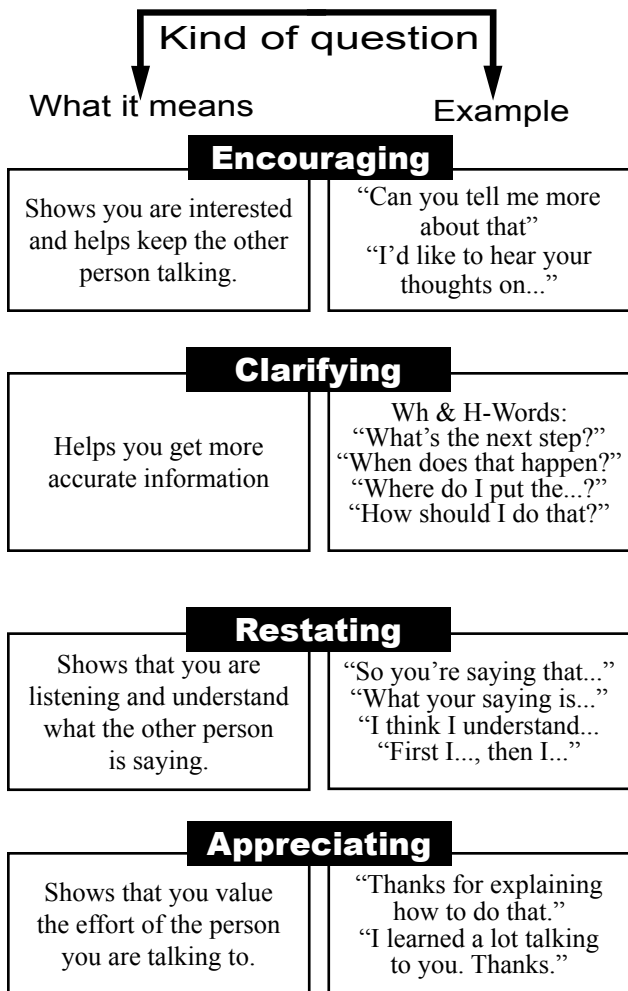 Kind of question
What it means
Example
Encouraging
Shows you are interested
and helps keep the other
person talking.
“Can you tell me more
about that”
“I’d like to hear your
thoughts on...”
Clarifying
Helps you get more
accurate information
Wh & H-Words:
“What’s the next step?”
“When does that happen?”
“Where do I put the...?”
“How should I do that?”
Restating
Shows that you are
listening and understand
what the other person
is saying.
“So you’re saying that...”
“What your saying is...”
“I think I understand...
“First I..., then I...”
Appreciating
Shows that you value
the effort of the person
you are talking to.
“Thanks for explaining
how to do that.”
“I learned a lot talking
to you. Thanks.”